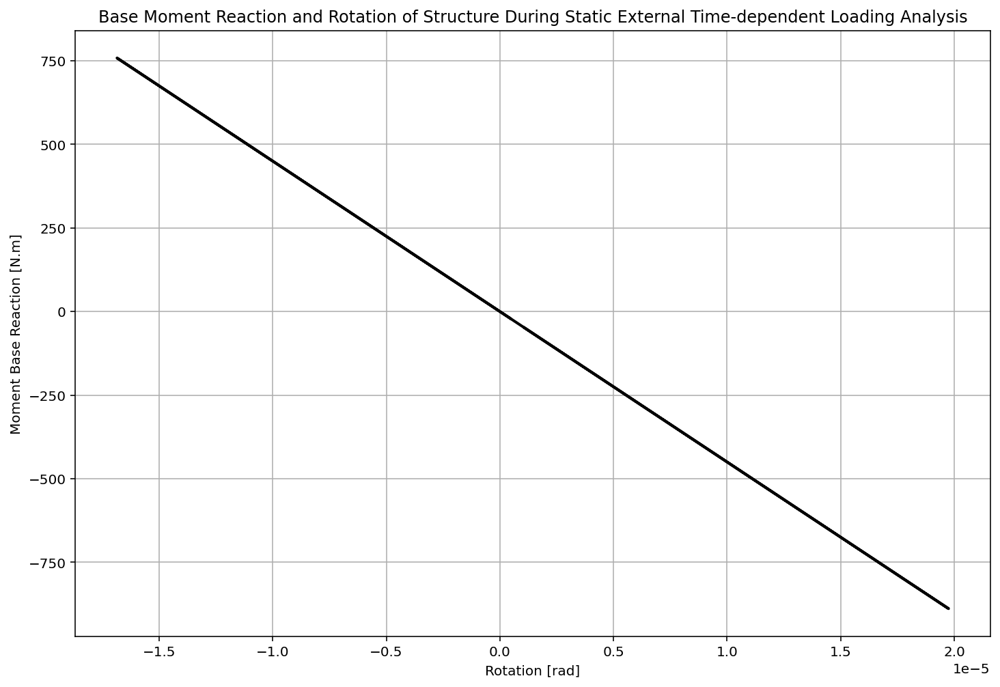 Base Moment Reaction and Rotation of Structure During Static External Time-dependent Loading Analysis
Moment Base Reaction [N.m]
750
500
250
0
−250
−500
−750
−1.5 −1.0 −0.5 0.0 0.5 1.0 1.5 2.0
1e−5
Rotation [rad]